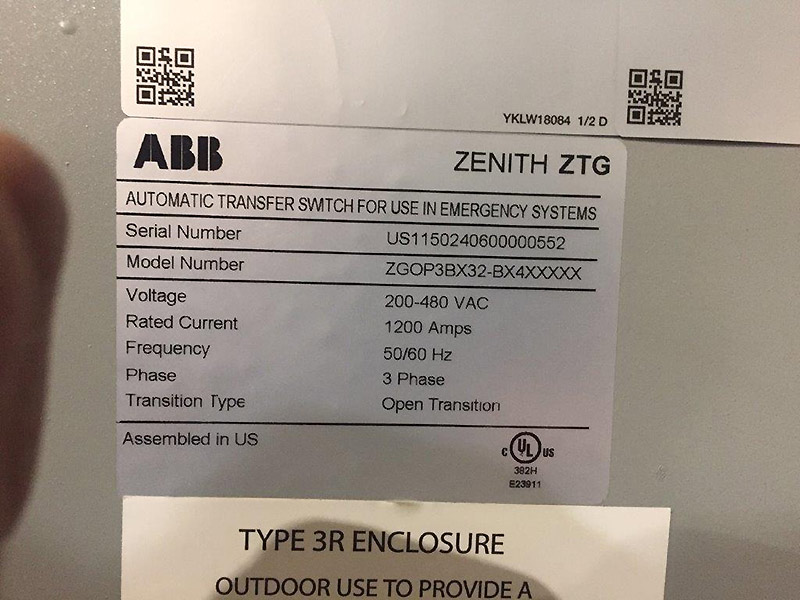 YKLW18084 1/2 D
ABB
ZENITH ZTG
AUTOMATIC TRANSFER SWITCH FOR USE IN EMERGENCY SYSTEMS
Serial Number US1150240600000552
Model Number ZGOP3BX32-BX4XXXXX
Voltage 200-480 VAC
Rated Current 1200 Amps
Frequency 50/60 Hz
Phase 3 Phase
Transition Type Open Transition
Assembled in US
C UL US
382H
E23911
TYPE 3R ENCLOSURE
OUTDOOR USE TO PROVIDE A